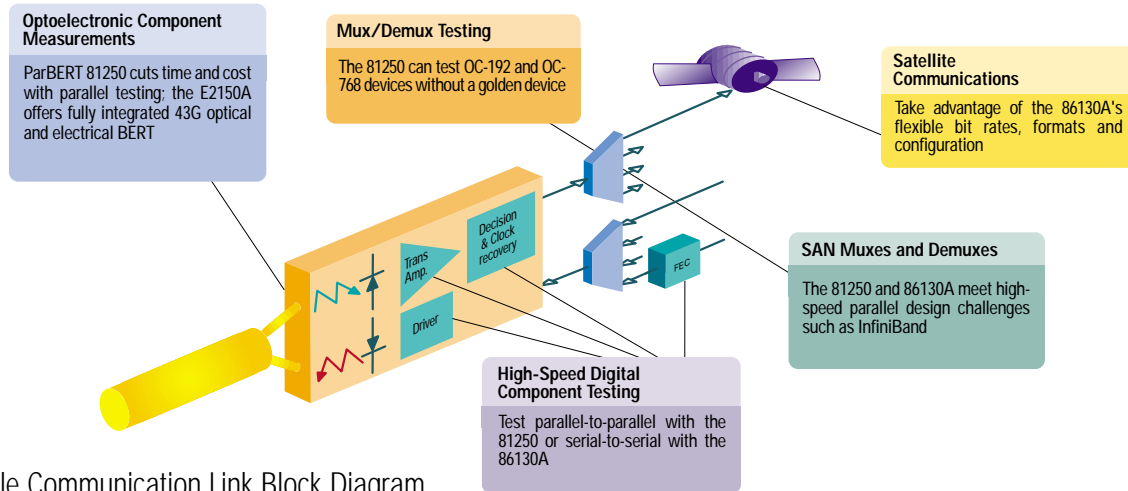 Optoelectronic Component
Measurements
ParBERT 81250 cuts time and cost
with parallel testing; the E2150A
offers fully integrated 43G optical
and electrical BERT
Mux/Demux Testing
The 81250 can test OC-192 and OC-
768 devices without a golden device
Satellite
Communications
Take advantage of the 86130A's
flexible bit rates, formats and
configuration
Decision
& Clock
recovery
Trans
Amp.
Driver
FEC
SAN Muxes and Demuxes
The 81250 and 86130A meet high-
speed parallel design challenges
such as InfiniBand
High-Speed Digital
Component Testing
Test parallel-to-parallel with the
81250 or serial-to-serial with the
86130A
le Communication Link Block Diagram